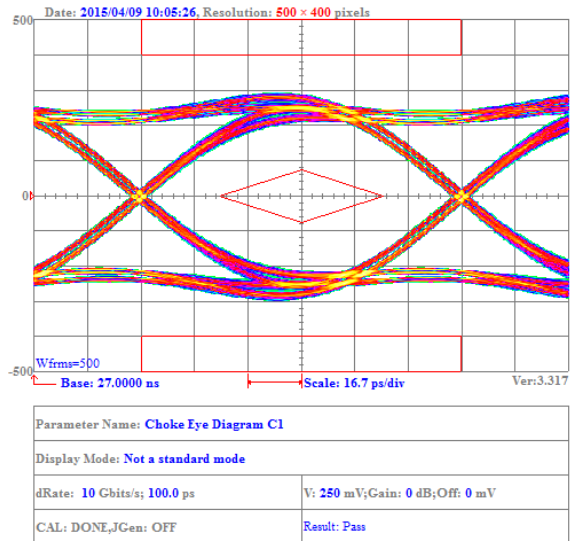 Date: 2015/04/09 10:05:26, Resolution: 500 × 400 pixels
500
0
-500
Wfrms=500
Base: 27.0000 ns
Scale: 16.7 ps/div
Ver:3.317
Parameter Name: Choke Eye Diagram C1
Display Mode: Not a standard mode
dRate: 10 Gbits/s; 100.0 ps
V: 250 mV;Gain: 0 dB;Off: 0 mV
CAL: DONE,JGen: OFF
Result: Pass